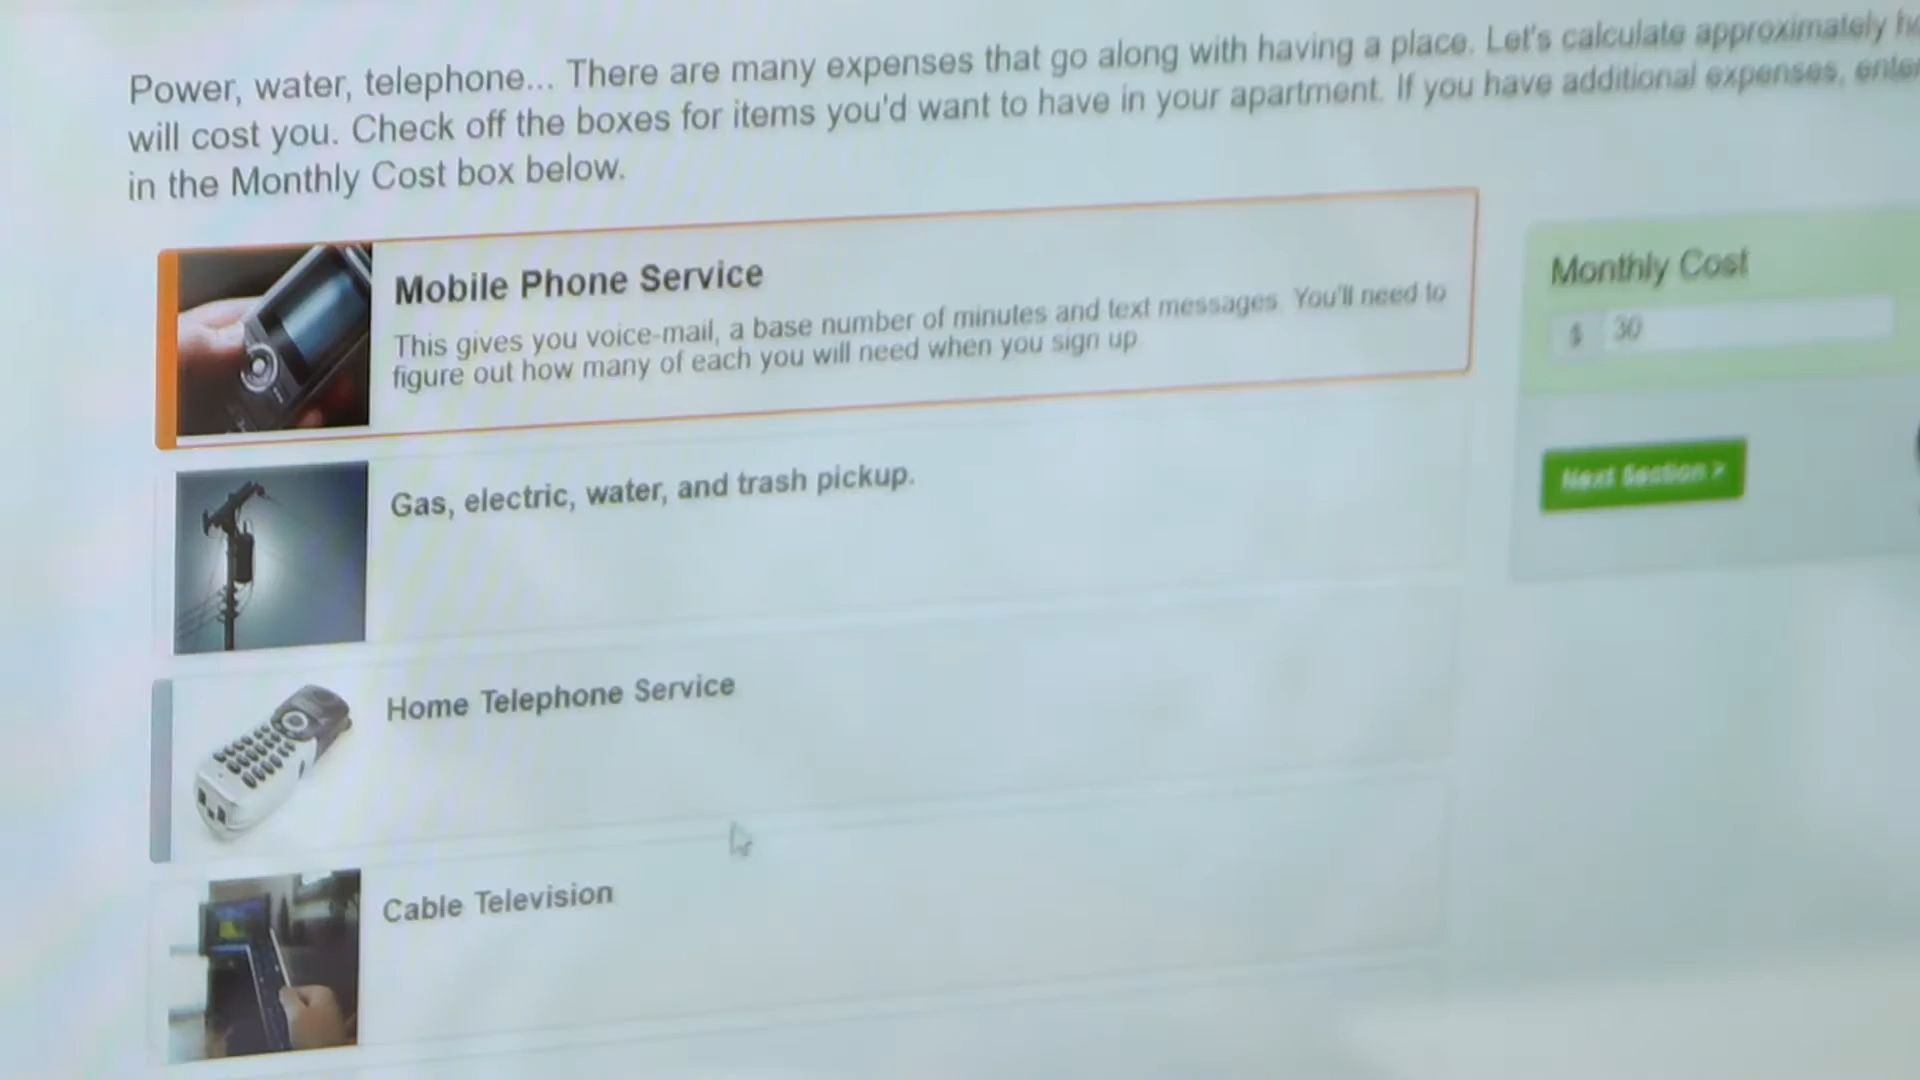 Power, water, telephone... There are many expenses that go along with having a place. Let's calculate approximately
will cost you. Check off the boxes for items you'd want to have in your apartment. If you have additional expenses,
in the Monthly Cost box below.
Mobile Phone Service
This gives you voice-mail, a base number of minutes and text messages. You'll need to
figure out how many of each you will need when you sign up
Monthly Cost
$ 30
Next Section >
Gas, electric, water, and trash pickup.
Home Telephone Service
Cable Television